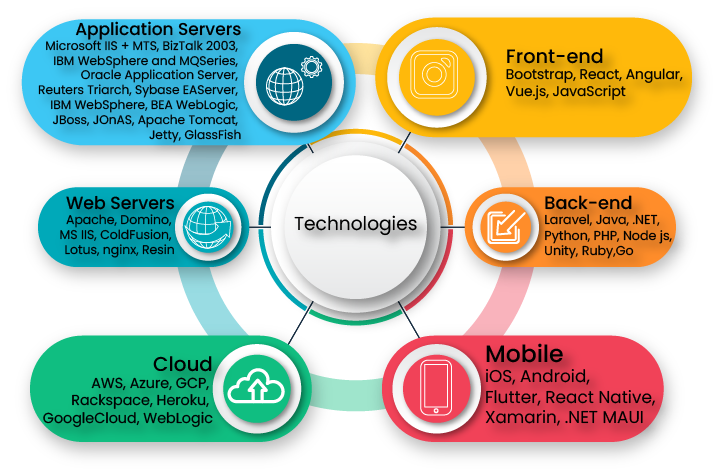 Application Servers
Microsoft IIS + MTS, BizTalk 2003,
IBM WebSphere and MQSeries,
Oracle Application Server,
Reuters Triarch, Sybase EAServer,
IBM WebSphere, BEA WebLogic,
JBoss, JOnAS, Apache Tomcat,
Jetty, GlassFish
Front-end
Bootstrap, React, Angular,
Vue.js, JavaScript
Web Servers
Apache, Domino,
MS IIS, ColdFusion,
Lotus, nginx, Resin
Technologies
Back-end
Laravel, Java, .NET,
Python, PHP, Node js,
Unity, Ruby,Go
Cloud
AWS, Azure, GCP,
Rackspace, Heroku,
GoogleCloud, WebLogic
Mobile
iOS, Android,
Flutter, React Native,
Xamarin, .NET MAUI